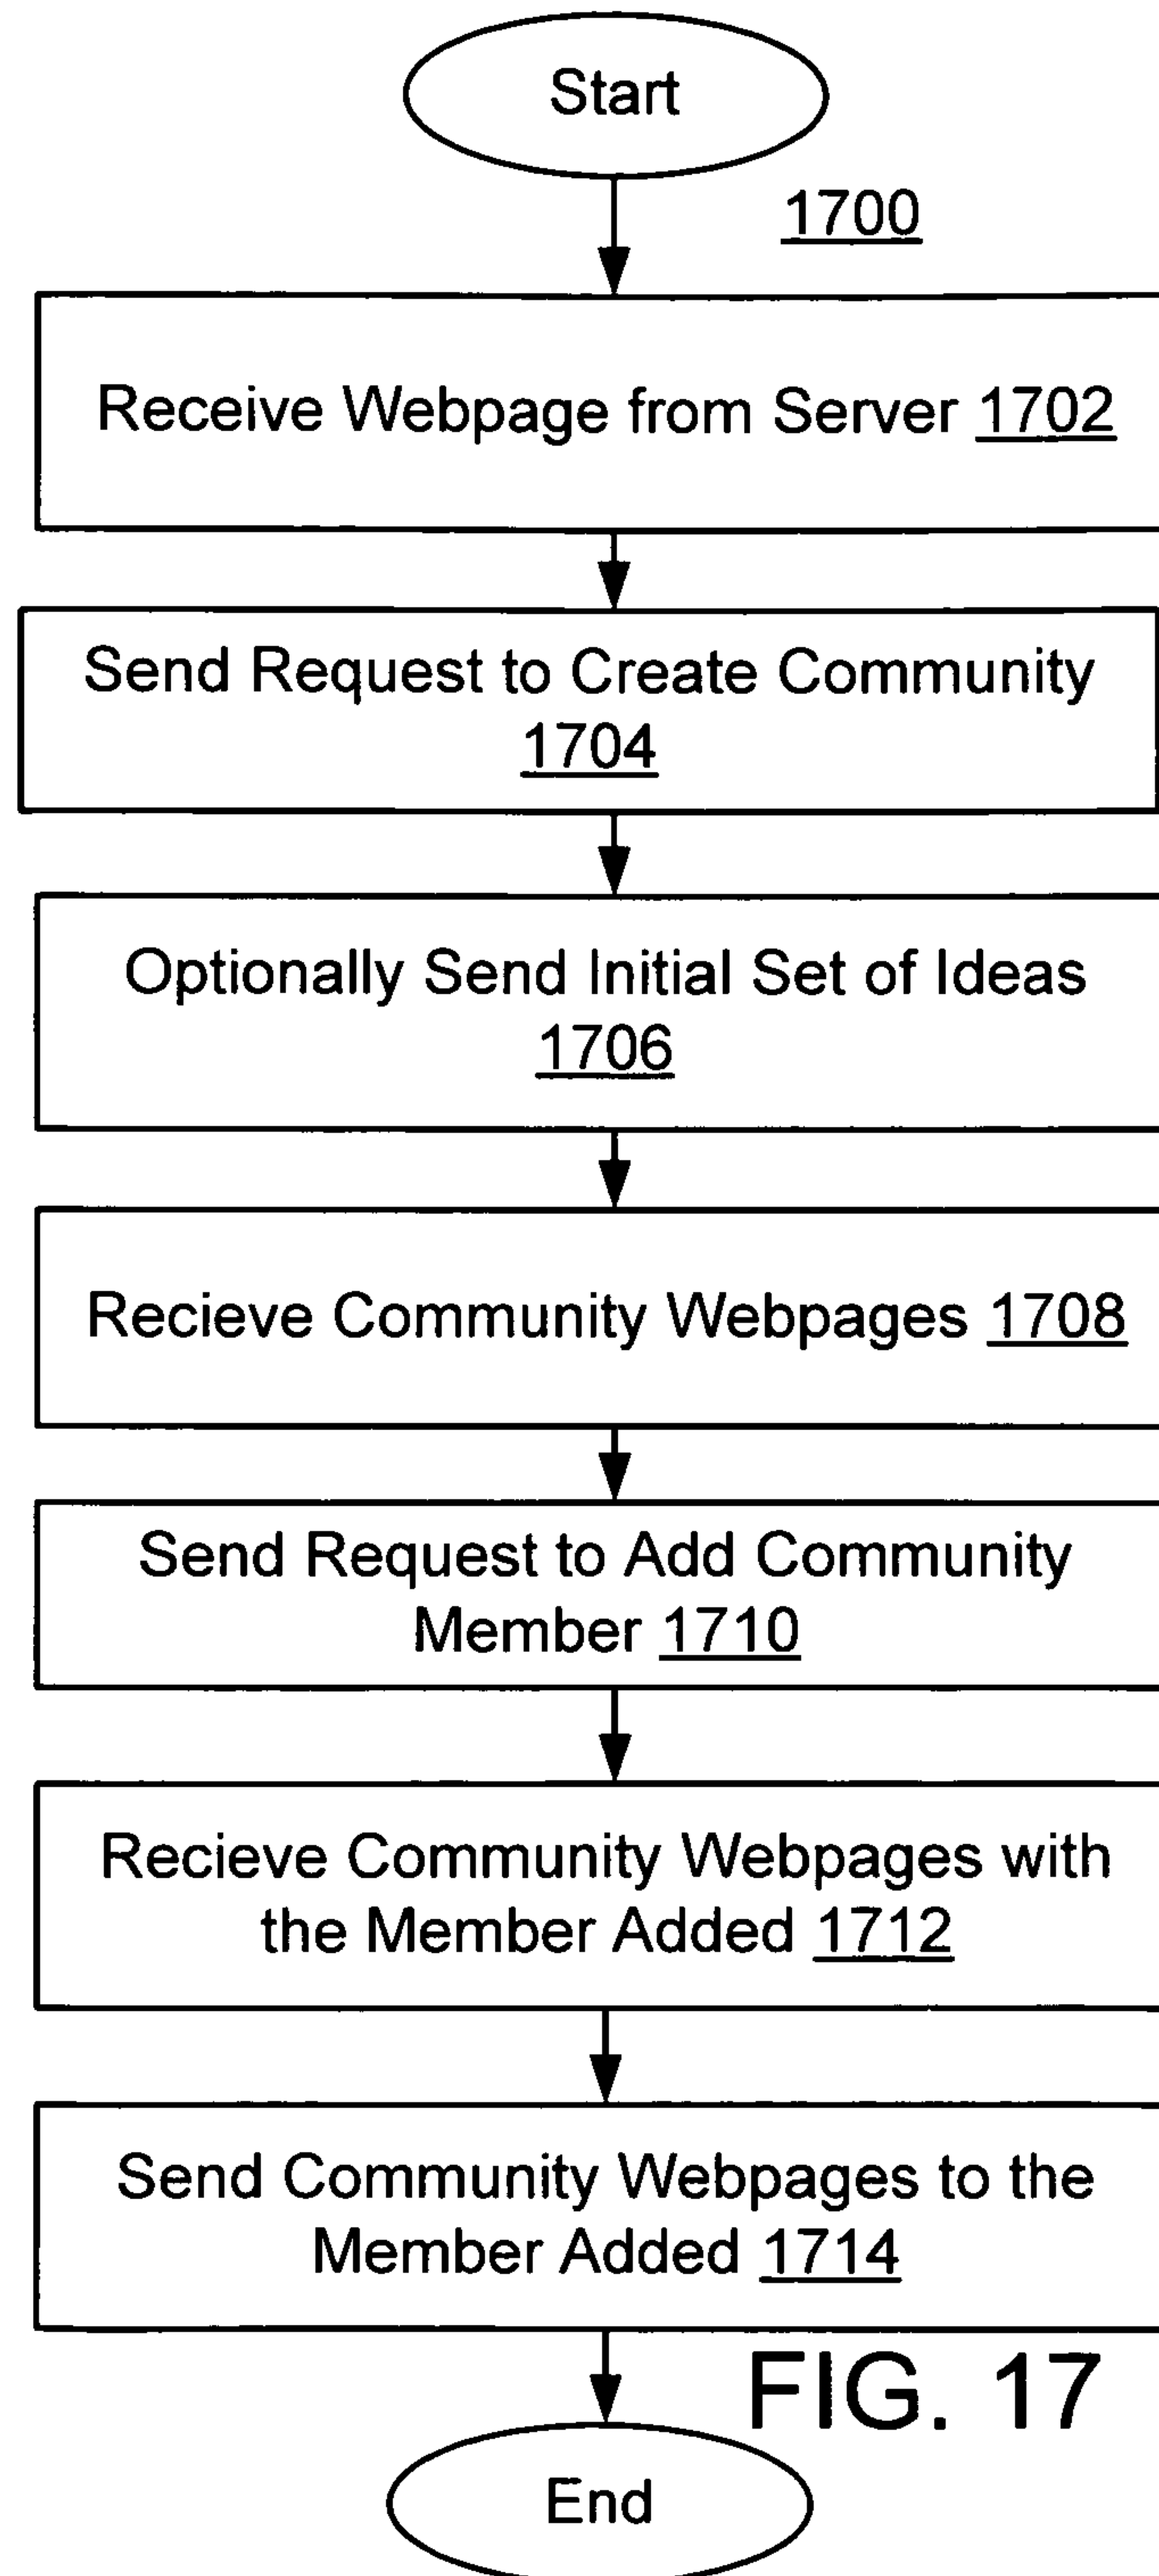 Start
1700
Receive Webpage from Server 1702
Send Request to Create Community
1704
Optionally Send Initial Set of Ideas
1706
Recieve Community Webpages 1708
Send Request to Add Community
Member 1710
Recieve Community Webpages with
the Member Added 1712
Send Community Webpages to the
Member Added 1714
FIG. 17
End